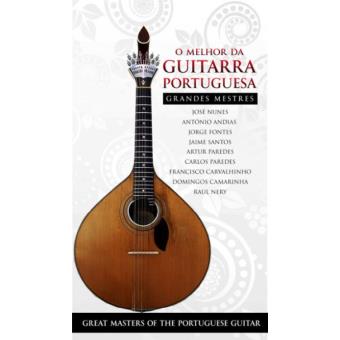 O MELHOR DA
GUITARRA
PORTUGUESA
GRANDES MESTRES
JOSÉ NUNES
ANTÓNIO ANDIAS
JORGE FONTES
JAIME SANTOS
ARTUR PAREDES
CARLOS PAREDES
FRANCISCO CARVALHINHO
DOMINGOS CAMARINHA
RAUL NERY
GREAT MASTERS OF THE PORTUGUESE GUITAR